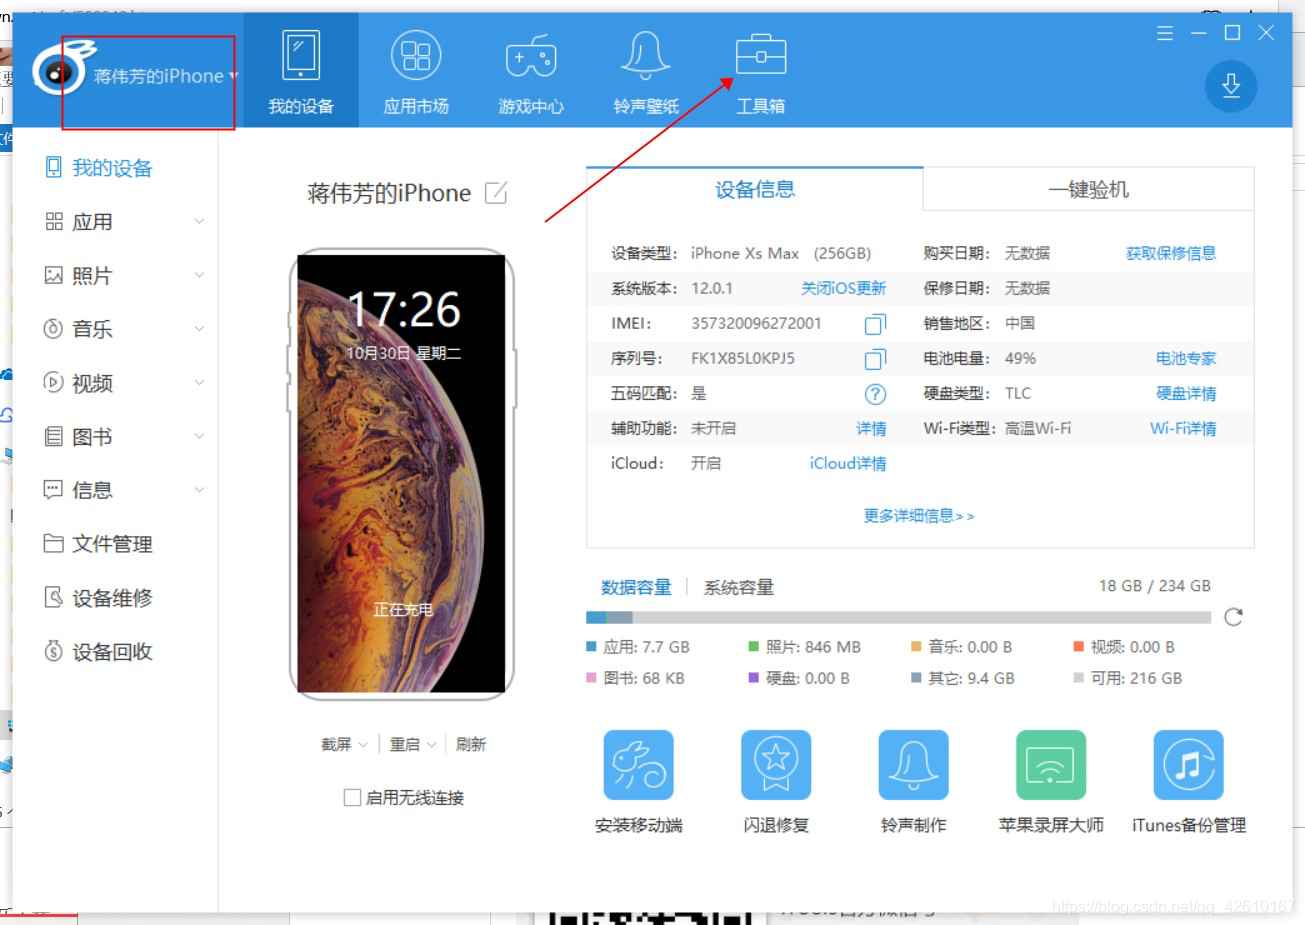 蒋伟芳的iPhone
我的设备
应用市场
游戏中心
铃声壁纸
工具箱
我的设备
应用
照片
音乐
视频
图书
信息
文件管理
设备维修
设备回收
蒋伟芳的iPhone
17:26
10月30日 星期二
正在充电
截屏 重启 刷新
启用无线连接
设备信息 一键验机
设备类型: iPhone Xs Max (256GB) 购买日期: 无数据 获取保修信息
系统版本: 12.0.1 关闭iOS更新 保修日期: 无数据
IMEI: 357320096272001 销售地区: 中国
序列号: FK1X85L0KPJ5 电池电量: 49% 电池专家
五码匹配: 是 硬盘类型: TLC 硬盘详情
辅助功能: 未开启 详情 Wi-Fi类型: 高温Wi-Fi Wi-Fi详情
iCloud: 开启 iCloud详情
更多详细信息>>
数据容量 系统容量 18 GB / 234 GB
应用: 7.7 GB 照片: 846 MB 音乐: 0.00 B 视频: 0.00 B
图书: 68 KB 硬盘: 0.00 B 其它: 9.4 GB 可用: 216 GB
安装移动端 闪退修复 铃声制作 苹果录屏大师 iTunes备份管理
https://blog.csdn.net/qq_42610167